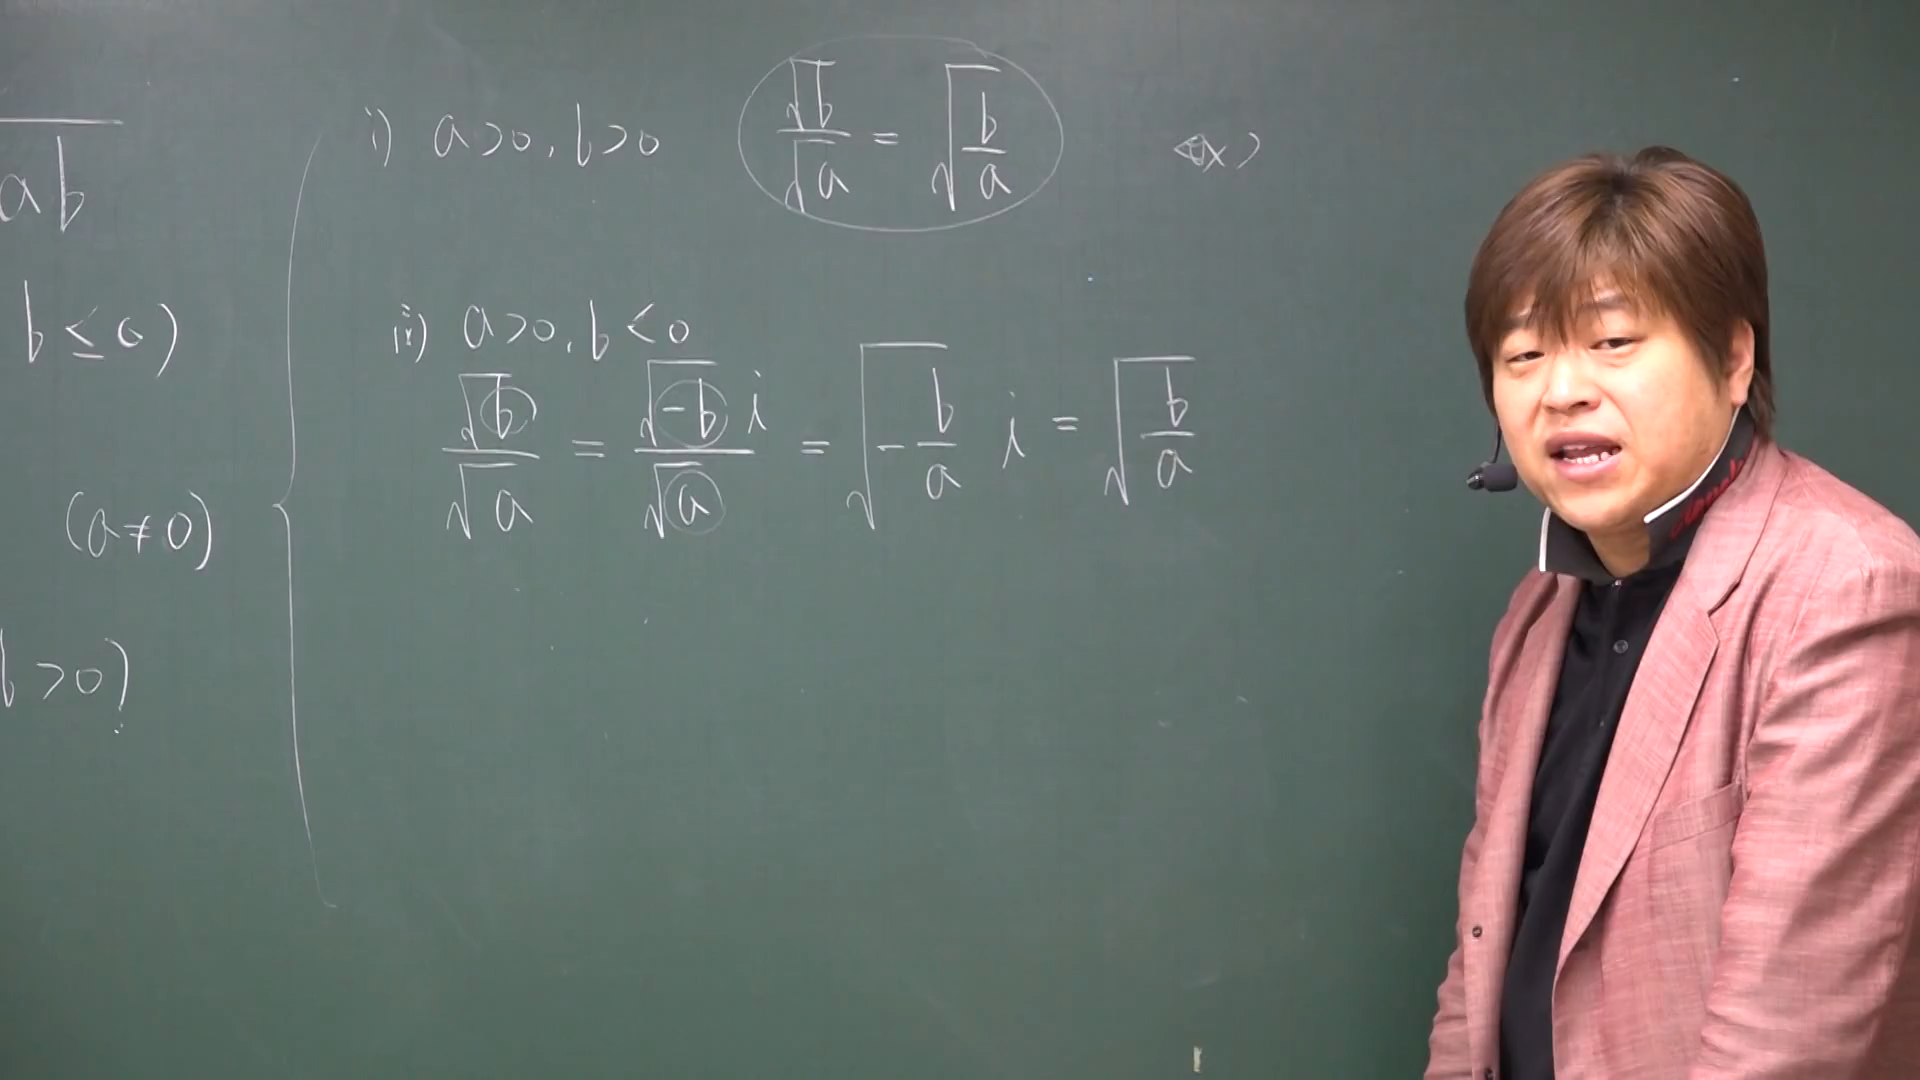 √ab
b ≤ 0)
(a ≠ 0)
b > 0)
i) a>0, b>0 √b/√a = √(b/a) <ex>
ii) a>0, b<0
√b/√a = √(-b) i/√a = √(-b/a) i = √(b/a)